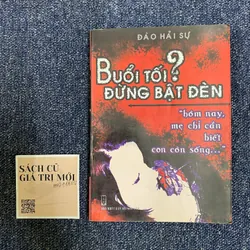 ĐÀO HẢI SỰ
BUỔI TỐI?
ĐỪNG BẬT ĐÈN
"hôm nay,
mẹ chỉ cần
biết
con còn sống..."
SÁCH CŨ
GIÁ TRỊ MỚI